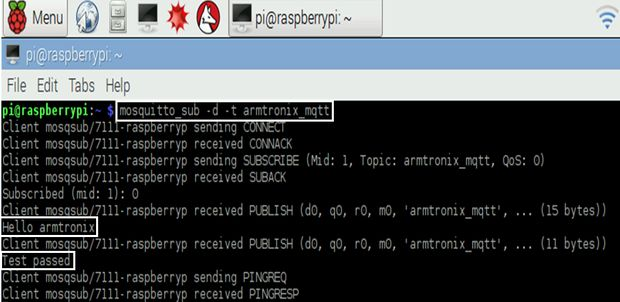 Menu
pi@raspberrypi: ~
pi@raspberrypi: ~
File Edit Tabs Help
pi@raspberrypi:~ $ mosquitto_sub -d -t armtronix_mqtt
Client mosqsub/7111-raspberryp sending CONNECT
Client mosqsub/7111-raspberryp received CONNACK
Client mosqsub/7111-raspberryp sending SUBSCRIBE (Mid: 1, Topic: armtronix_mqtt, QoS: 0)
Client mosqsub/7111-raspberryp received SUBACK
Subscribed (mid: 1): 0
Client mosqsub/7111-raspberryp received PUBLISH (d0, q0, r0, m0, 'armtronix_mqtt', ... (15 bytes))
Hello armtronix
Client mosqsub/7111-raspberryp received PUBLISH (d0, q0, r0, m0, 'armtronix_mqtt', ... (11 bytes))
Test passed
Client mosqsub/7111-raspberryp sending PINGREQ
Client mosqsub/7111-raspberryp received PINGRESP